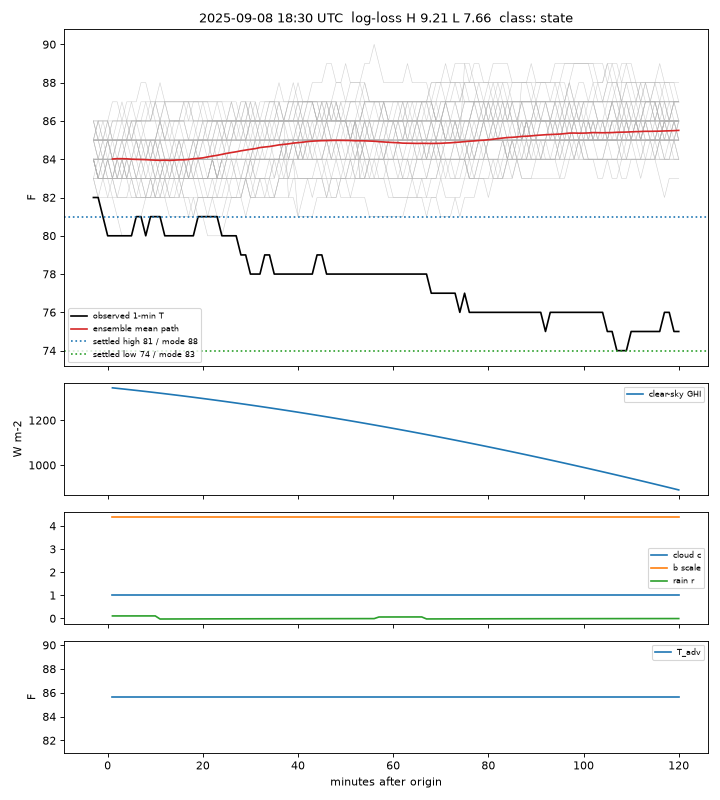 2025-09-08 18:30 UTC  log-loss H 9.21 L 7.66  class: state
90
88
86
84
82
80
78
76
74
F
observed 1-min T
ensemble mean path
settled high 81 / mode 88
settled low 74 / mode 83
1200
1000
W m-2
clear-sky GHI
4
3
2
1
0
cloud c
b scale
rain r
90
88
86
84
82
F
T_adv
0 20 40 60 80 100 120
minutes after origin